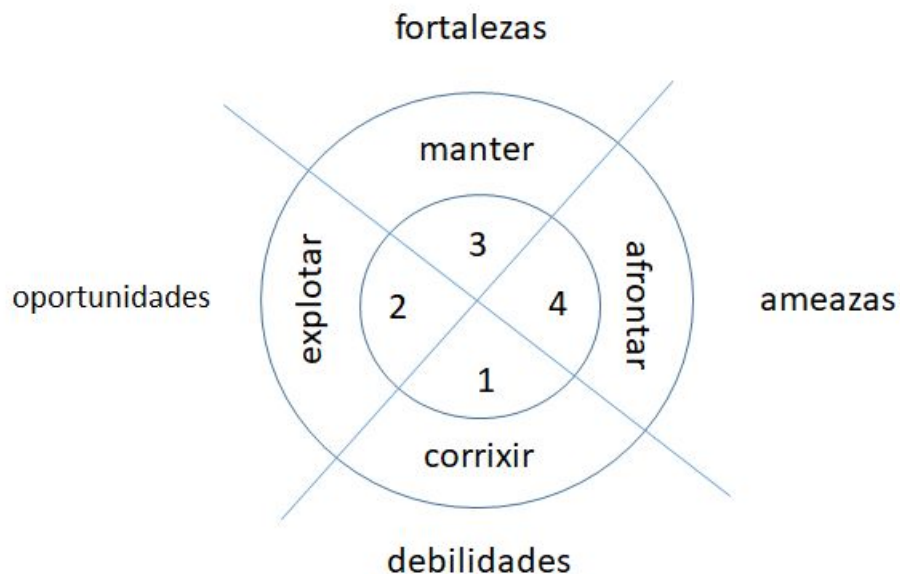 fortalezas
manter
3
oportunidades
explotar
2
4
afrontar
ameazas
1
corrixir
debilidades